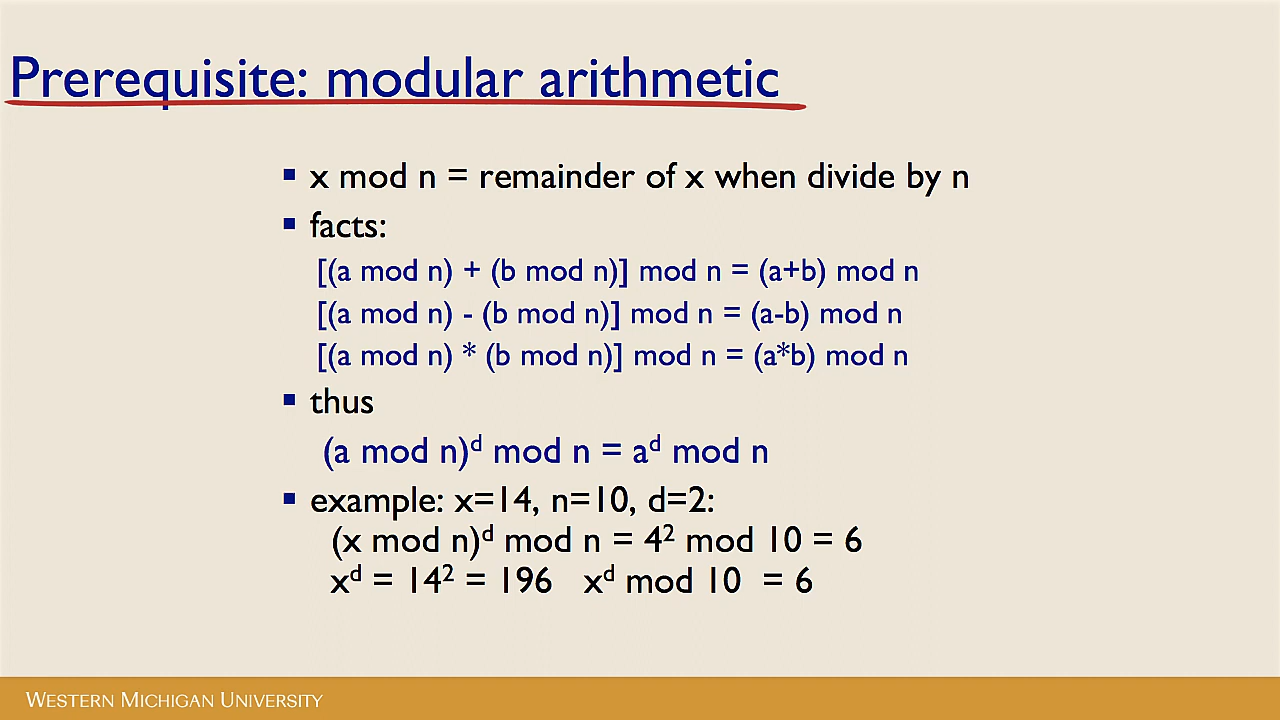 Prerequisite: modular arithmetic
▪ x mod n = remainder of x when divide by n
▪ facts:
[(a mod n) + (b mod n)] mod n = (a+b) mod n
[(a mod n) - (b mod n)] mod n = (a-b) mod n
[(a mod n) * (b mod n)] mod n = (a*b) mod n
▪ thus
(a mod n)ᵈ mod n = aᵈ mod n
▪ example: x=14, n=10, d=2:
(x mod n)ᵈ mod n = 4² mod 10 = 6
xᵈ = 14² = 196 xᵈ mod 10 = 6
WESTERN MICHIGAN UNIVERSITY